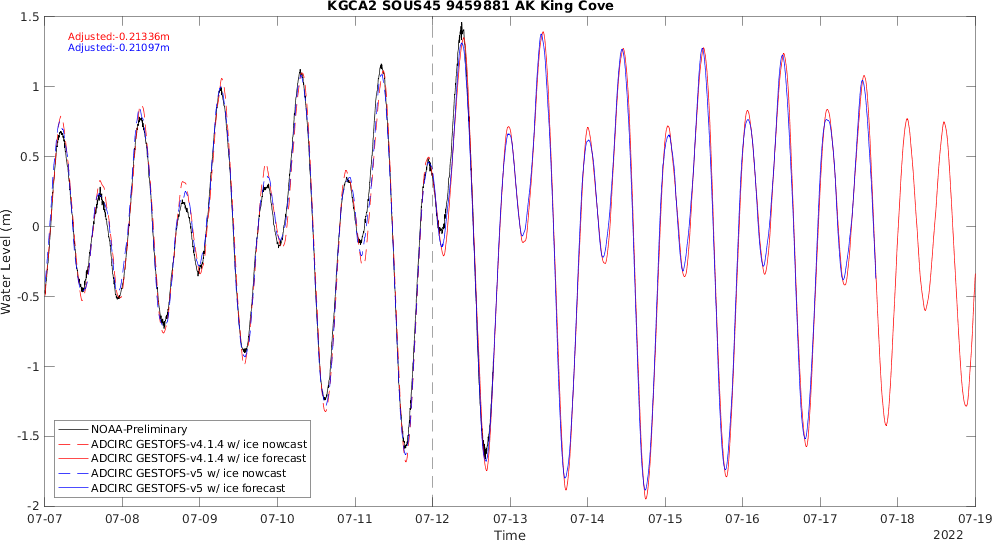 KGCA2 SOUS45 9459881 AK King Cove
Adjusted:-0.21336m
Adjusted:-0.21097m
1.5
1
0.5
0
-0.5
-1
-1.5
-2
Water Level (m)
NOAA-Preliminary
ADCIRC GESTOFS-v4.1.4 w/ ice nowcast
ADCIRC GESTOFS-v4.1.4 w/ ice forecast
ADCIRC GESTOFS-v5 w/ ice nowcast
ADCIRC GESTOFS-v5 w/ ice forecast
07-07 07-08 07-09 07-10 07-11 07-12 07-13 07-14 07-15 07-16 07-17 07-18 07-19
Time
2022